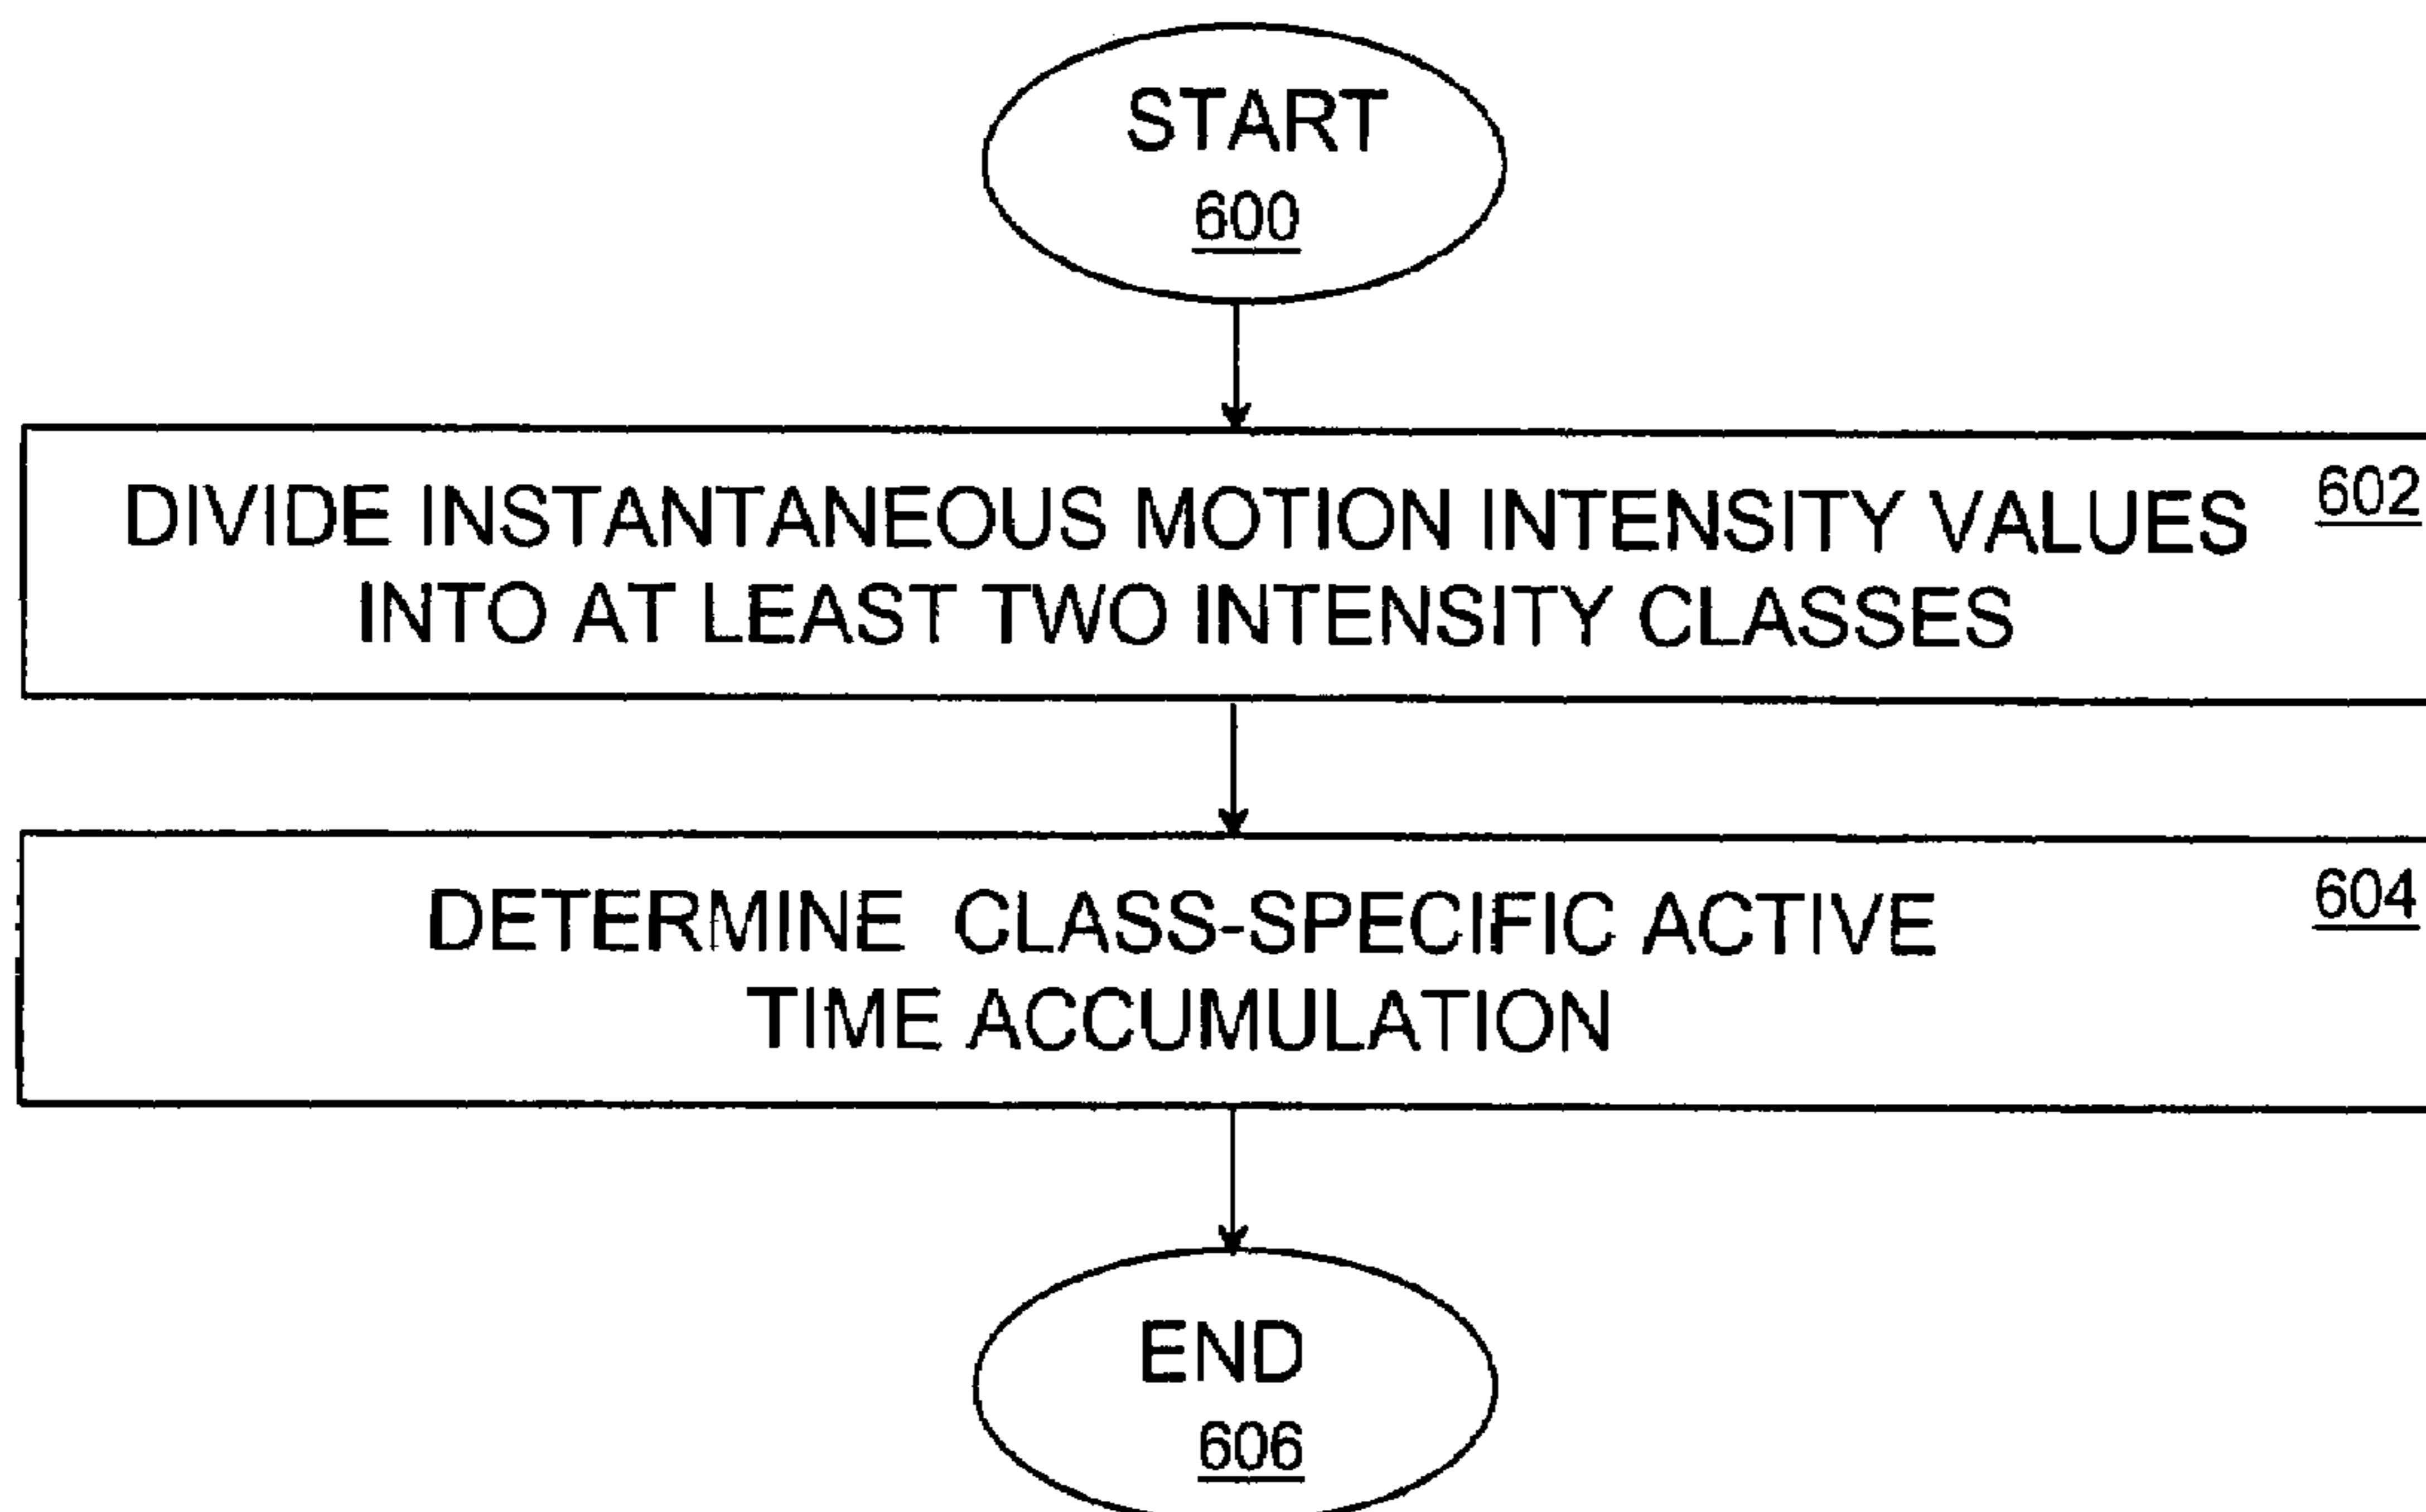 START
600
DIVIDE INSTANTANEOUS MOTION INTENSITY VALUES 602
INTO AT LEAST TWO INTENSITY CLASSES
DETERMINE CLASS-SPECIFIC ACTIVE 604
TIME ACCUMULATION
END
606